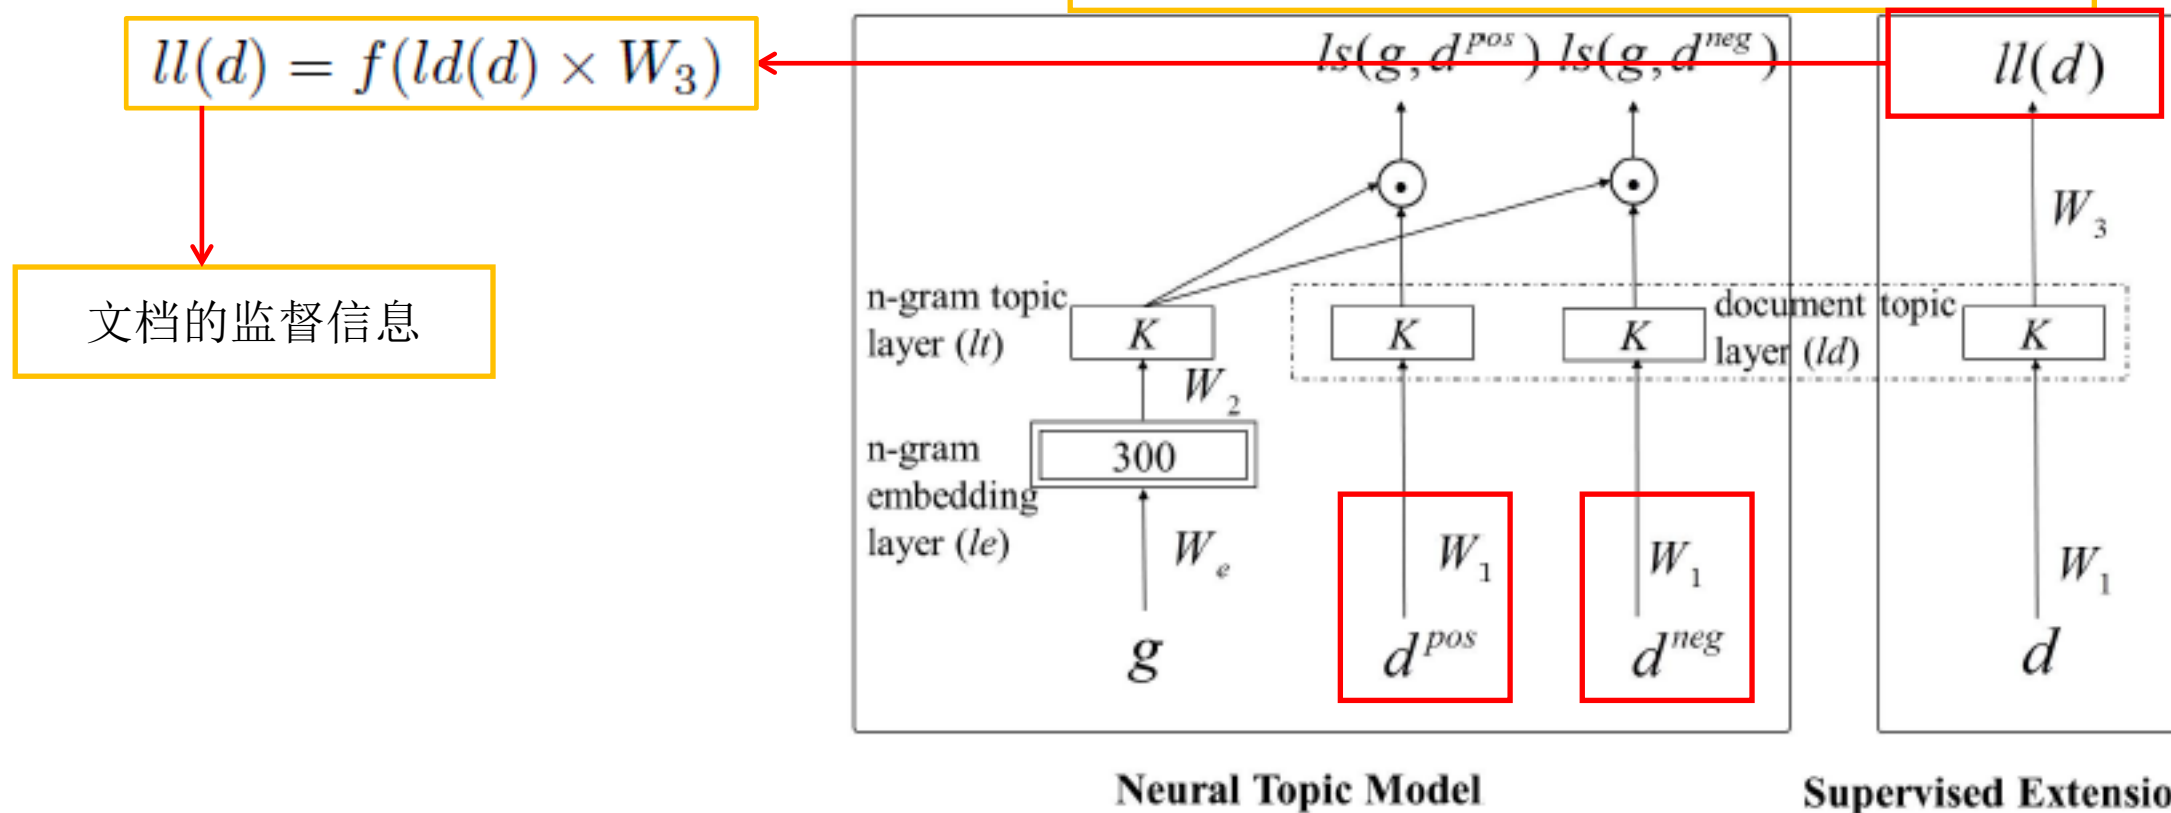 ll(d) = f(ld(d) × W₃)
文档的监督信息
ls(g, d^{pos}) ls(g, d^{neg})
ll(d)
W₃
n-gram topic
layer (lt)
K
K
K
document topic
layer (ld)
K
W₂
n-gram
embedding
layer (le)
300
W_e
W₁
W₁
W₁
g
d^{pos}
d^{neg}
d
Neural Topic Model
Supervised Extensio